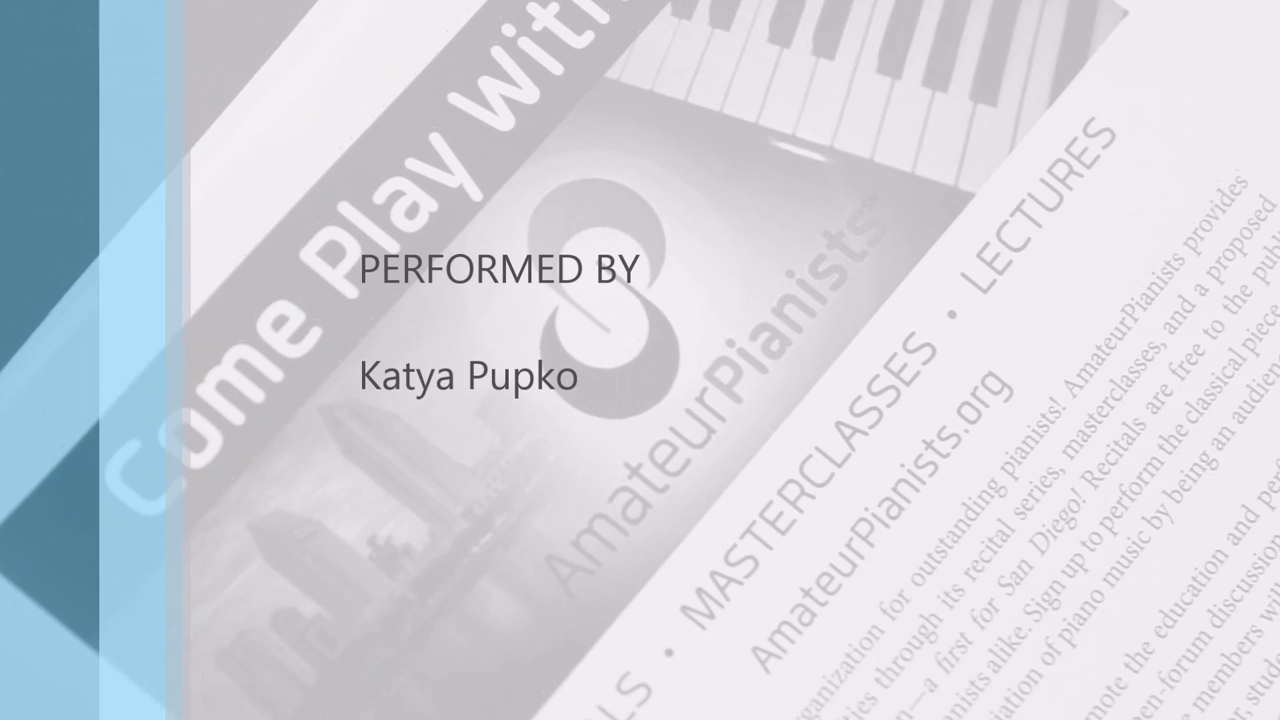 PERFORMED BY
Katya Pupko
Come Play With
AmateurPianists
LS • MASTERCLASSES • LECTURES
AmateurPianists.org
organization for outstanding pianists! AmateurPianists provides
through its recital series, masterclasses, and a proposed
—a first for San Diego! Recitals are free to the
alike. Sign up to perform the classical piece
of piano music by being an
the education and
discussion
members